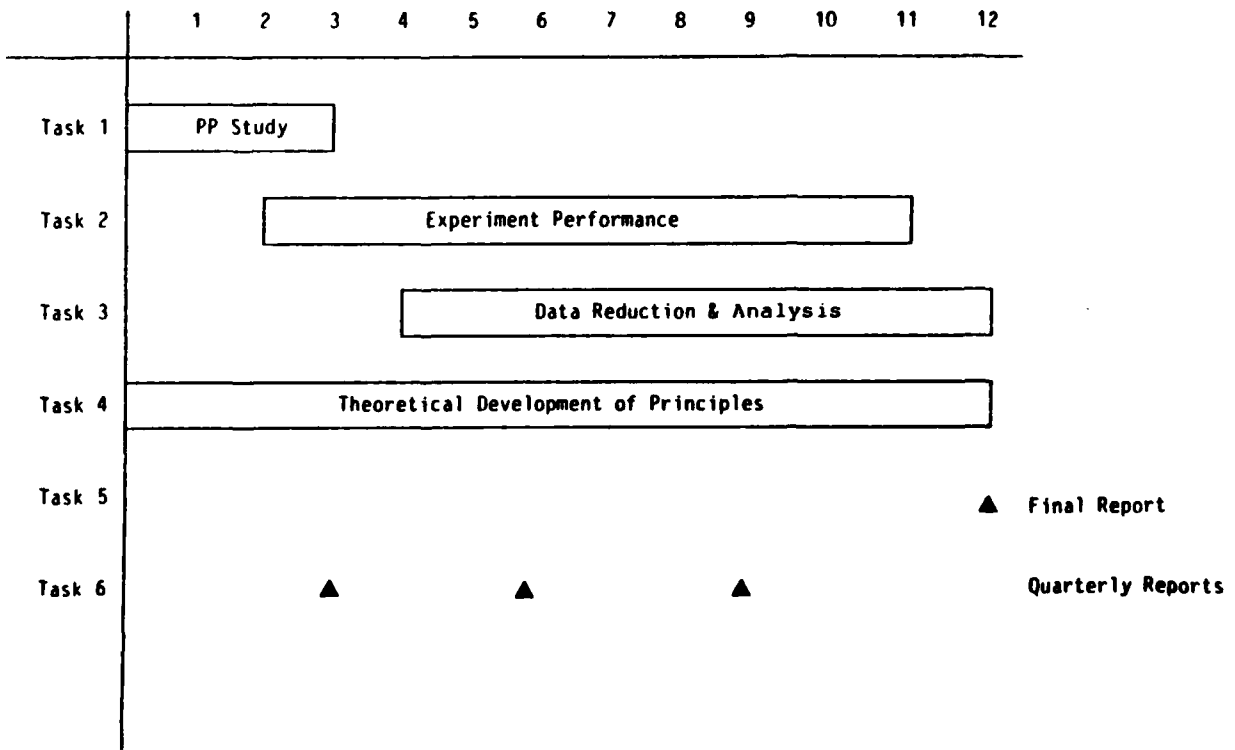 1 2 3 4 5 6 7 8 9 10 11 12
Task 1 PP Study
Task 2 Experiment Performance
Task 3 Data Reduction & Analysis
Task 4 Theoretical Development of Principles
Task 5 Final Report
Task 6 Quarterly Reports